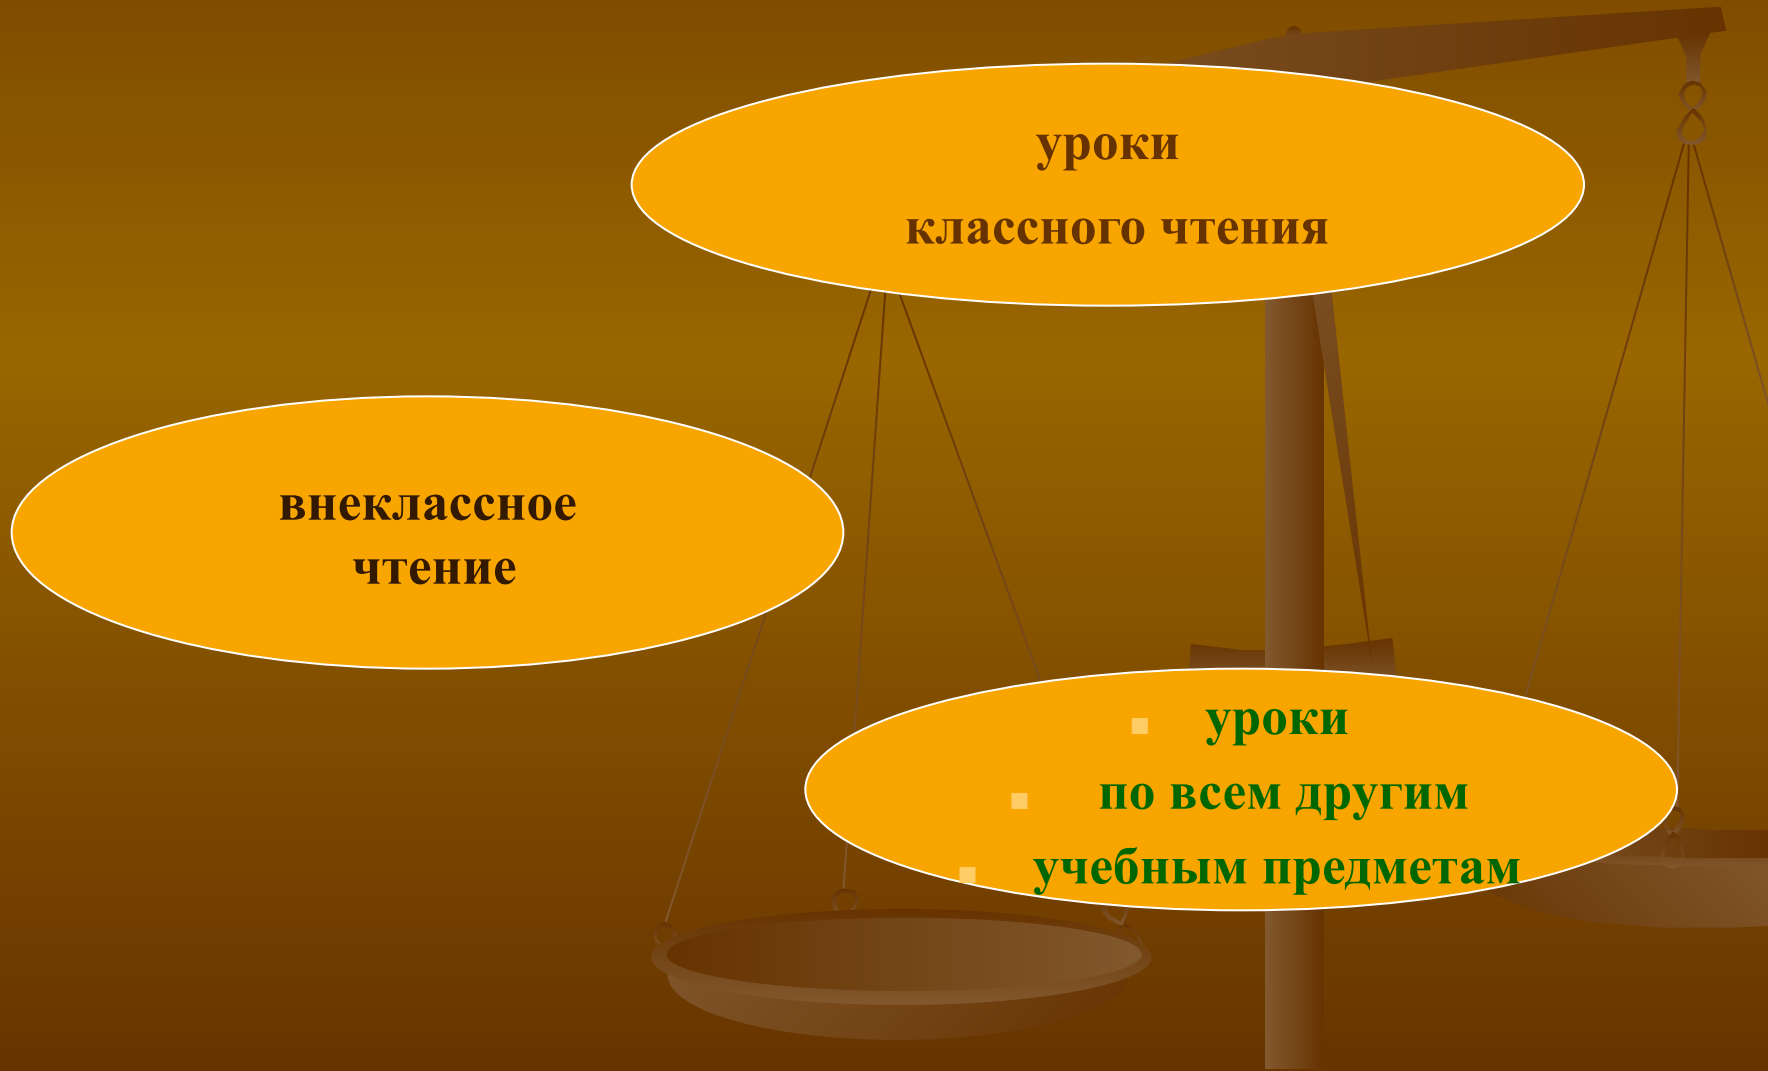 уроки
классного чтения
внеклассное
чтение
уроки
по всем другим
учебным предметам